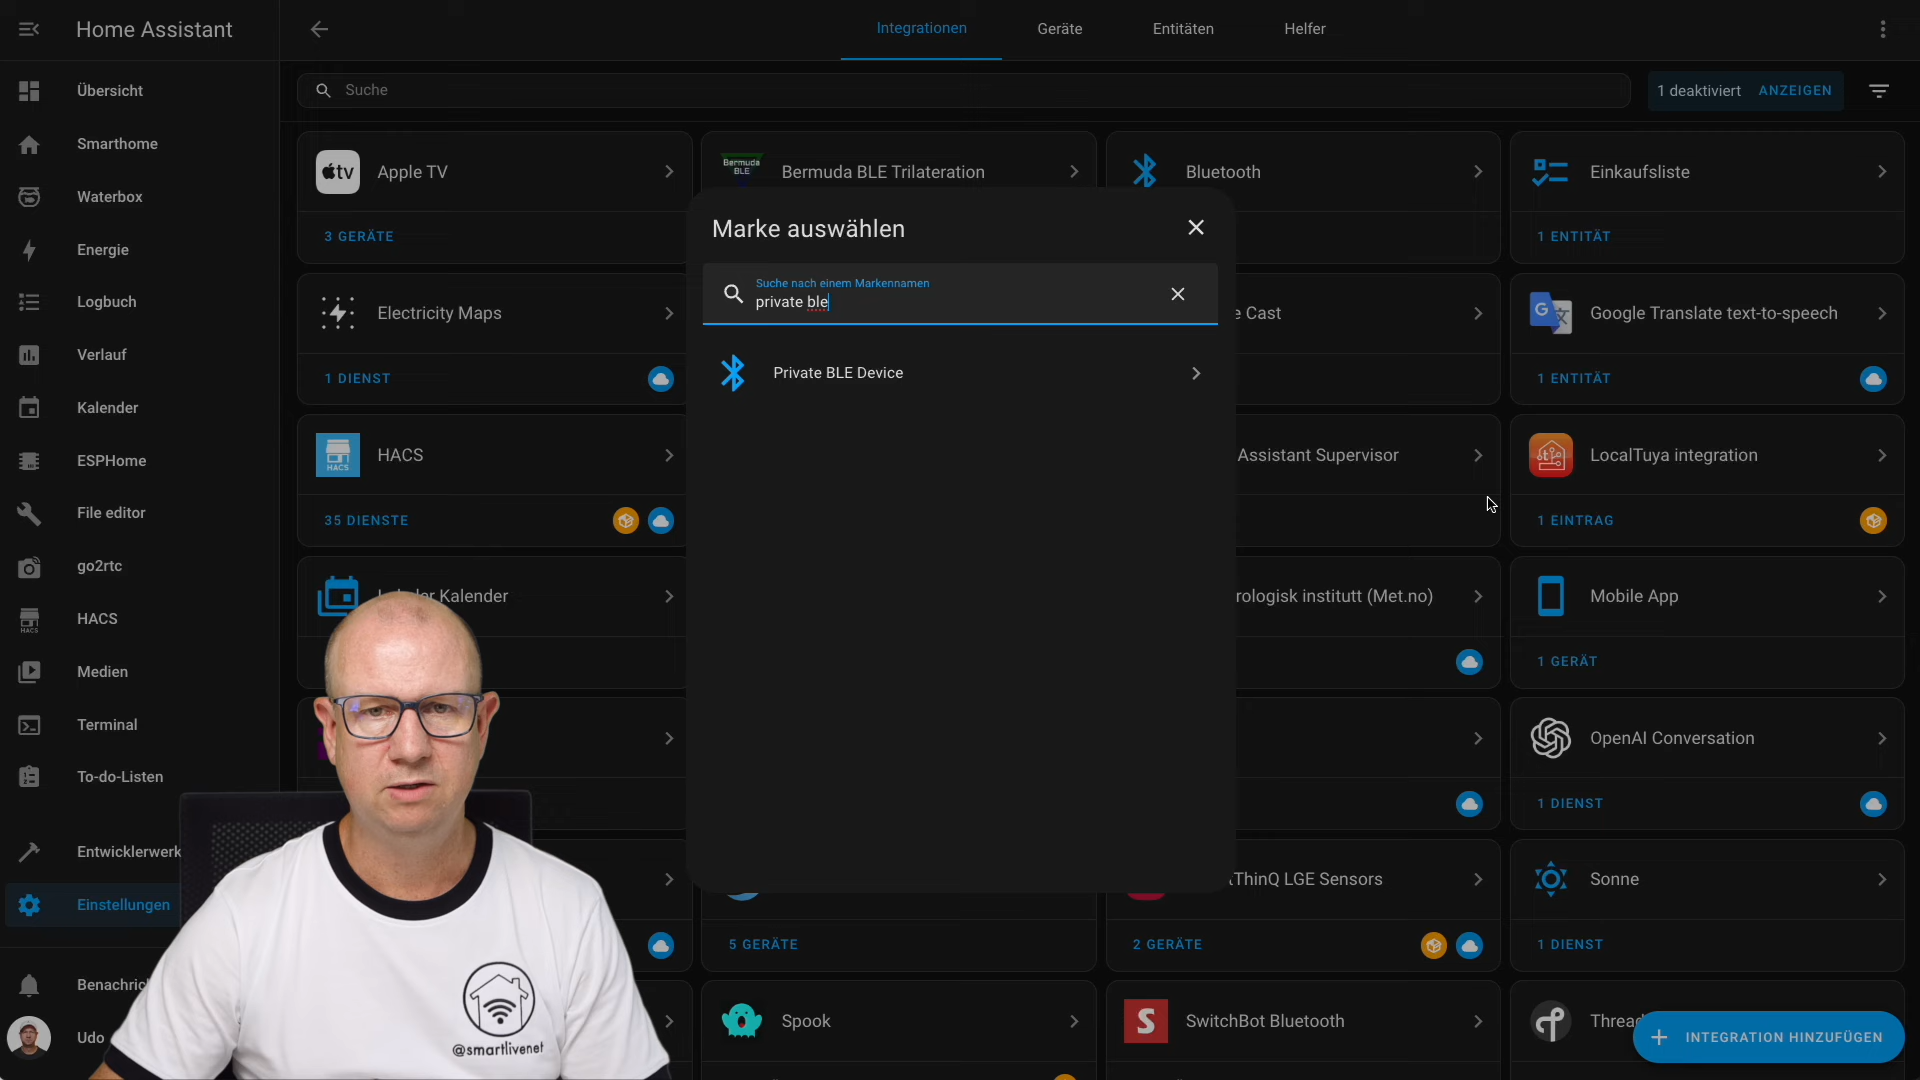 Home Assistant
Integrationen
Geräte
Entitäten
Helfer
Suche
1 deaktiviert
ANZEIGEN
Übersicht
Smarthome
Waterbox
Energie
Logbuch
Verlauf
Kalender
ESPHome
File editor
go2rtc
HACS
Medien
Terminal
To-do-Listen
Entwicklerwerk
Einstellungen
Benachric
Udo
tv
Apple TV
3 GERÄTE
Bermuda
BLE
Bermuda BLE Trilateration
Bluetooth
Einkaufsliste
1 ENTITÄT
Marke auswählen
Suche nach einem Markennamen
private ble
Private BLE Device
Electricity Maps
1 DIENST
e Cast
G
Google Translate text-to-speech
1 ENTITÄT
HACS
HACS
35 DIENSTE
Assistant Supervisor
LocalTuya integration
1 EINTRAG
Kalender
rologisk institutt (Met.no)
Mobile App
1 GERÄT
OpenAI Conversation
1 DIENST
5 GERÄTE
ThinQ LGE Sensors
2 GERÄTE
Sonne
1 DIENST
Spook
S
SwitchBot Bluetooth
Threa
INTEGRATION HINZUFÜGEN
@smartlivenet